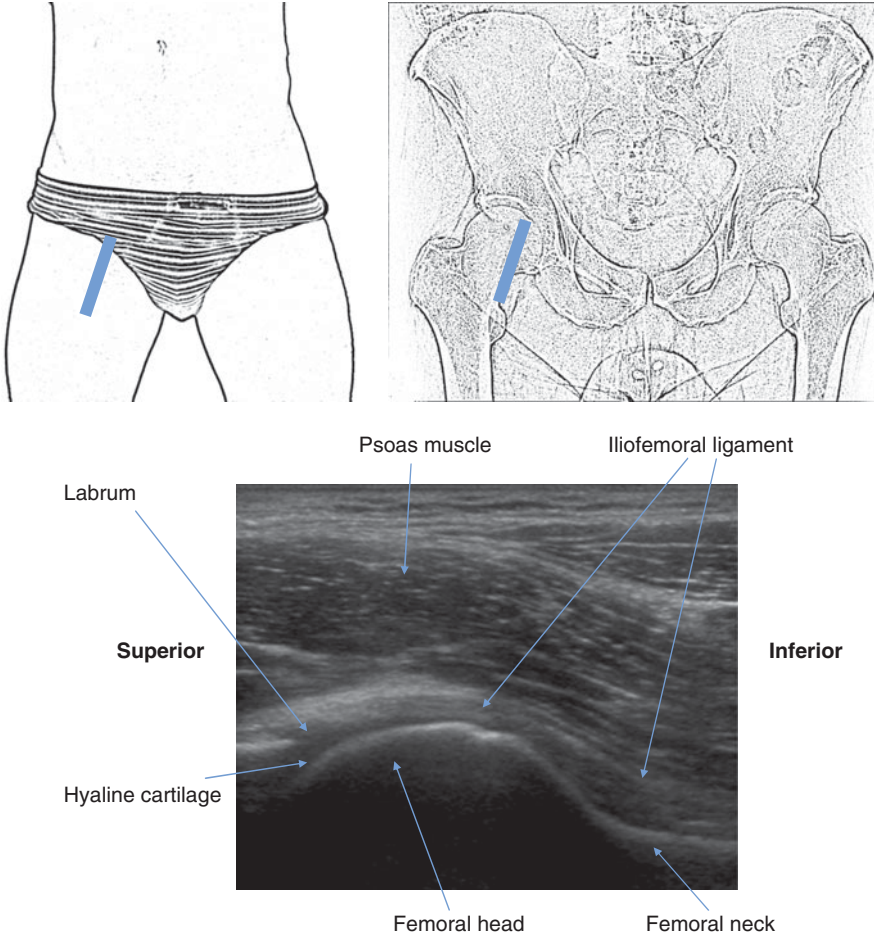 Psoas muscle
Iliofemoral ligament
Labrum
Superior
Inferior
Hyaline cartilage
Femoral head
Femoral neck